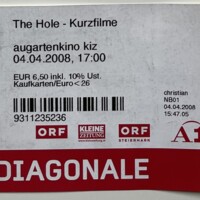 The Hole - Kurzfilme
augartenkino kiz
04.04.2008, 17:00
EUR 6,50 inkl. 10% Ust.
Kaufkarten/Euro<26
christian
NB01
04.04.2008
15.47.05
9311235236
ORF
KLEINE
ZEITUNG
ORF
STEIERMARK
A1
DIAGONALE